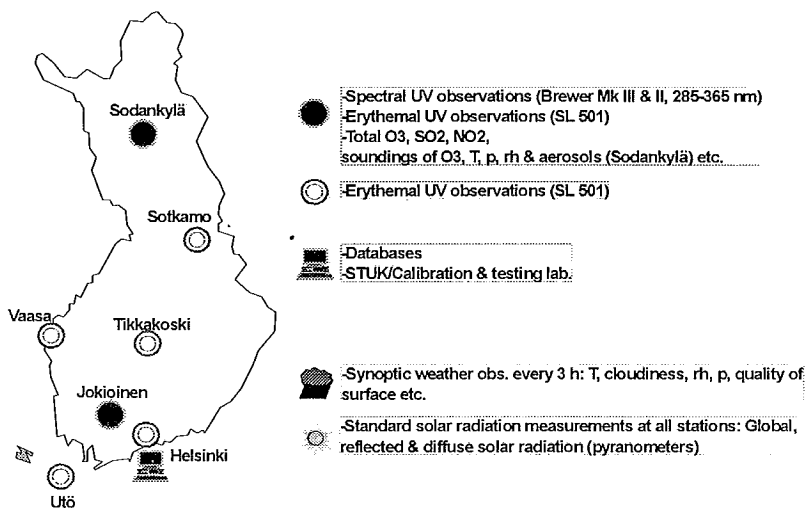 Sodankylä
Sotkamo
Vaasa
Tikkakoski
Jokioinen
Helsinki
Utö
-Spectral UV observations (Brewer Mk III & II, 285-365 nm)
-Erythemal UV observations (SL 501)
-Total O3, SO2, NO2,
soundings of O3, T, p, rh & aerosols (Sodankylä) etc.
-Erythemal UV observations (SL 501)
-Databases
-STUK/Calibration & testing lab.
-Synoptic weather obs. every 3 h: T, cloudiness, rh, p, quality of
surface etc.
-Standard solar radiation measurements at all stations: Global,
reflected & diffuse solar radiation (pyranometers)